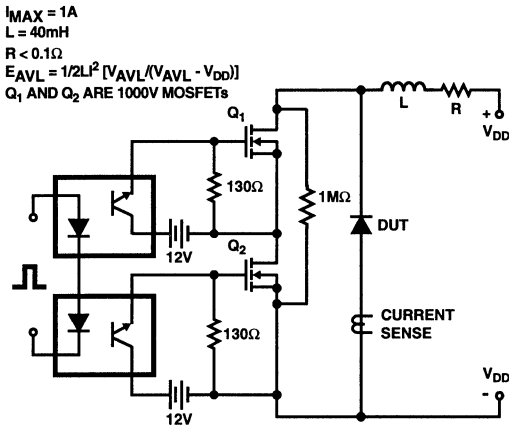 IMAX = 1A
L = 40mH
R < 0.1Ω
EAVL = 1/2LI² [VAVL/(VAVL - VDD)]
Q1 AND Q2 ARE 1000V MOSFETs
Q1
L
R
+
VDD
130Ω
1MΩ
12V
DUT
Q2
130Ω
CURRENT
SENSE
VDD
-
12V